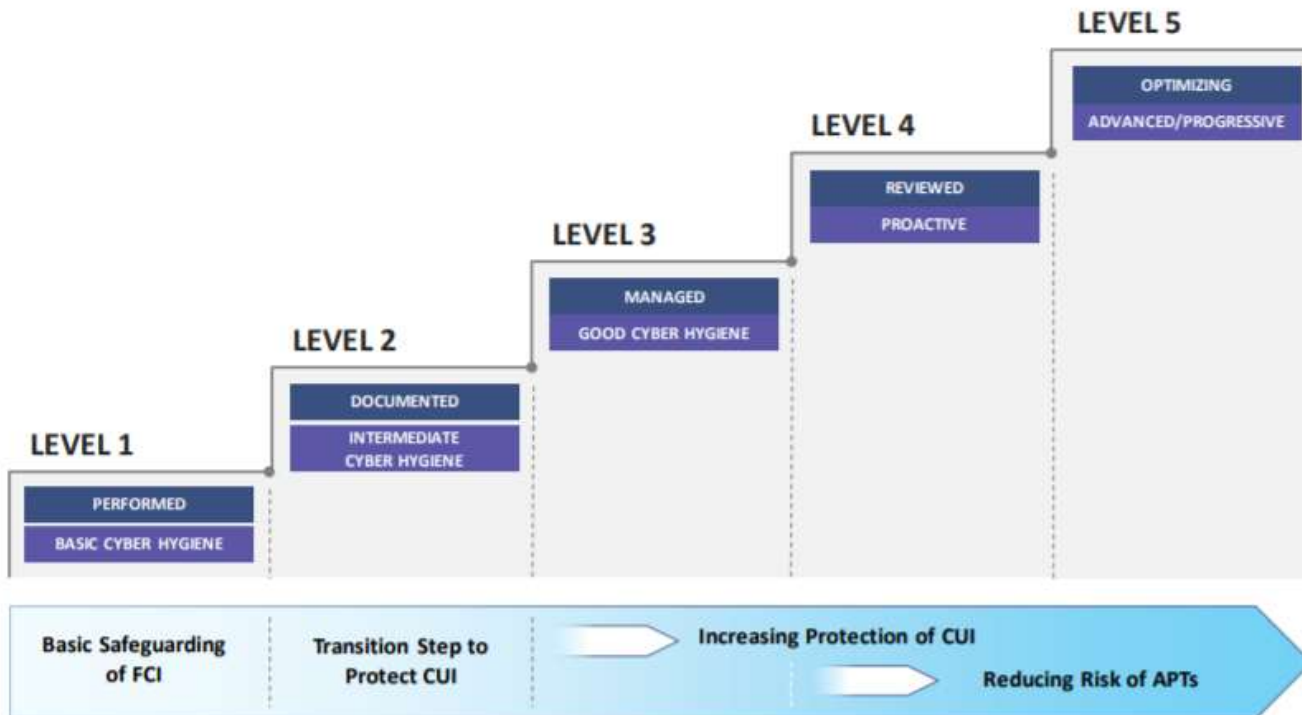 LEVEL 5
OPTIMIZING
ADVANCED/PROGRESSIVE
LEVEL 4
REVIEWED
PROACTIVE
LEVEL 3
MANAGED
GOOD CYBER HYGIENE
LEVEL 2
DOCUMENTED
INTERMEDIATE
CYBER HYGIENE
LEVEL 1
PERFORMED
BASIC CYBER HYGIENE
Basic Safeguarding
of FCI
Transition Step to
Protect CUI
Increasing Protection of CUI
Reducing Risk of APTs